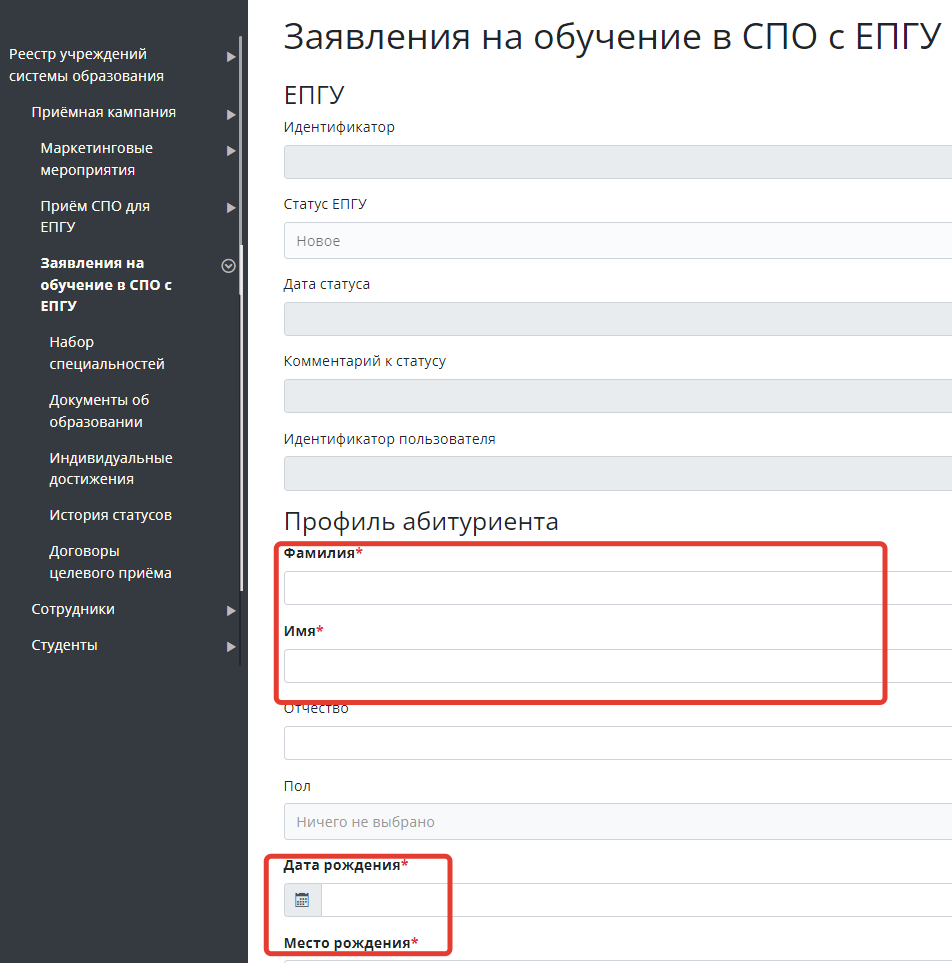 Реестр учреждений
системы образования
Приёмная кампания
Маркетинговые
мероприятия
Приём СПО для
ЕПГУ
Заявления на
обучение в СПО с
ЕПГУ
Набор
специальностей
Документы об
образовании
Индивидуальные
достижения
История статусов
Договоры
целевого приёма
Сотрудники
Студенты
Заявления на обучение в СПО с ЕПГУ
ЕПГУ
Идентификатор
Статус ЕПГУ
Новое
Дата статуса
Комментарий к статусу
Идентификатор пользователя
Профиль абитуриента
Фамилия*
Имя*
Отчество
Пол
Ничего не выбрано
Дата рождения*
Место рождения*